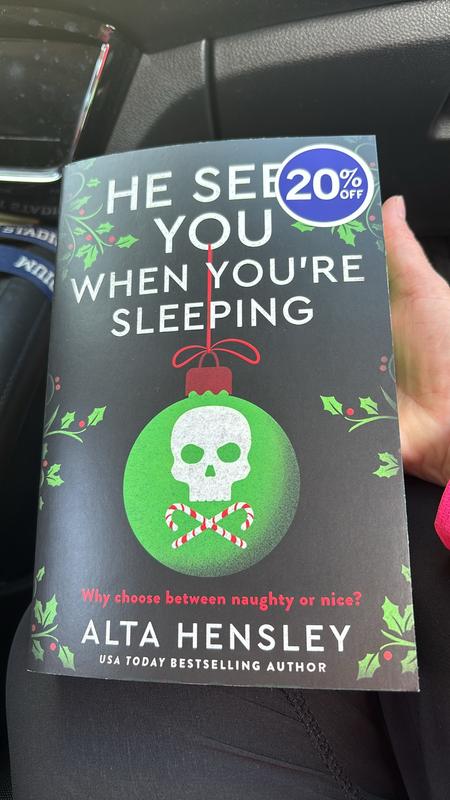 HE SEE
20%
OFF
YOU
WHEN YOU'RE
SLEEPING
Why choose between naughty or nice?
ALTA HENSLEY
USA TODAY BESTSELLING AUTHOR